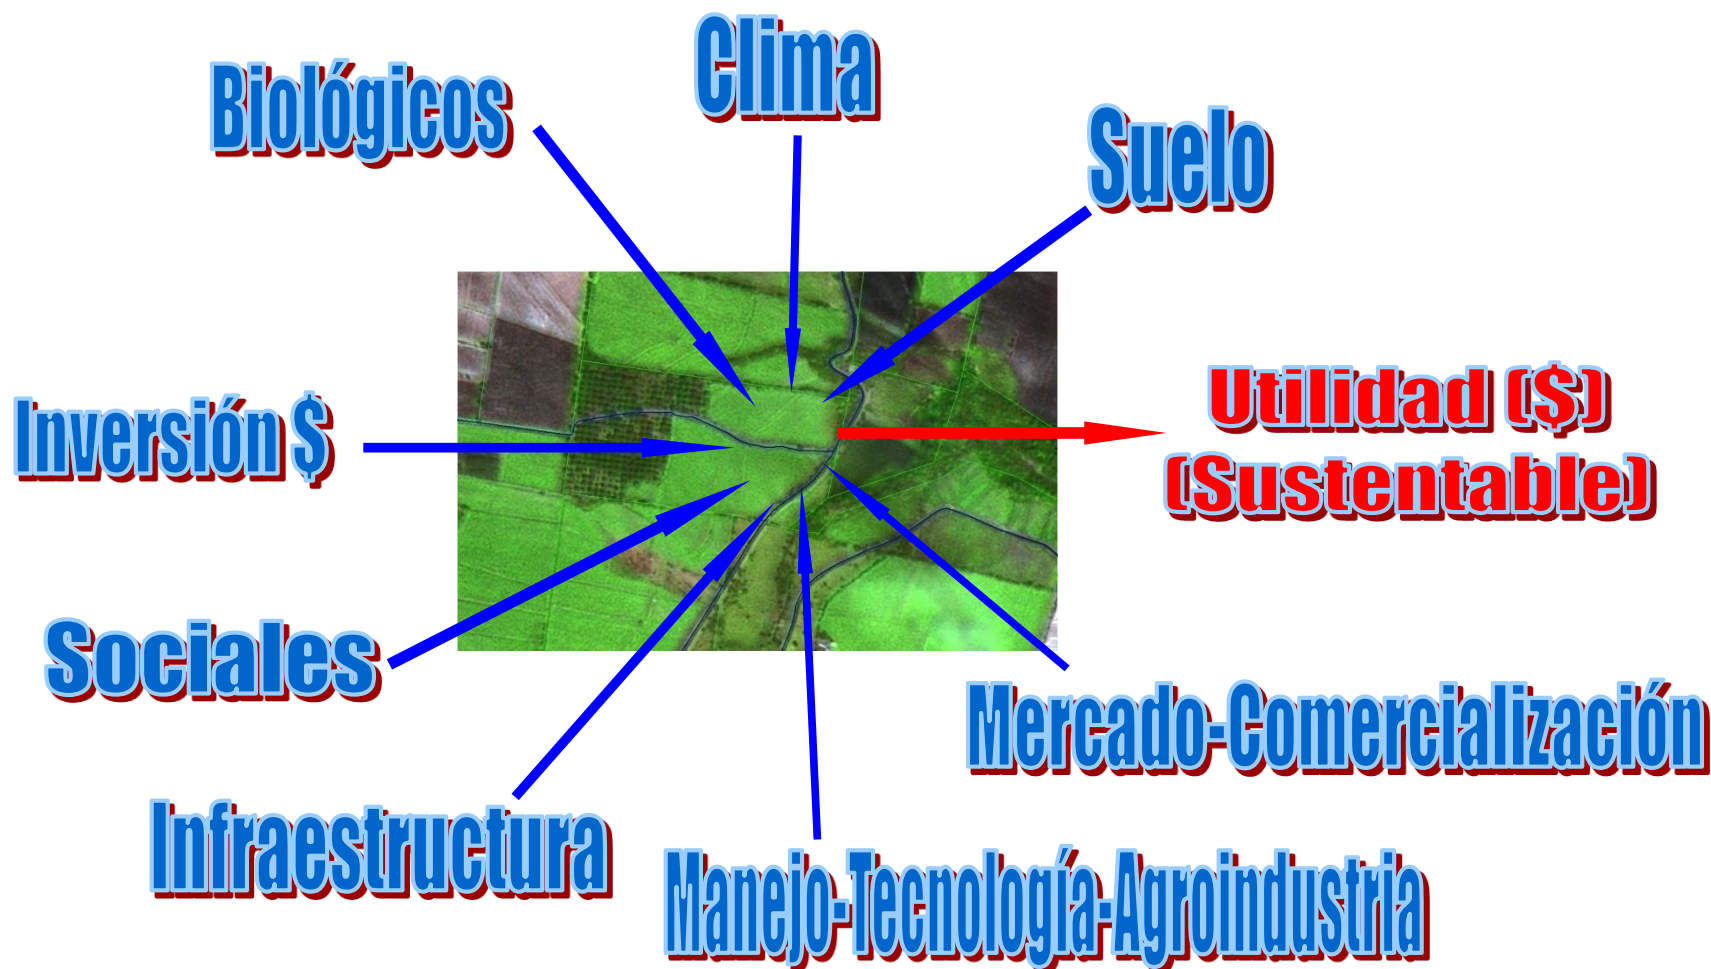 Clima
Biológicos
Suelo
Utilidad ($)
(Sustentable)
Inversión $
Sociales
Mercado-Comercialización
Infraestructura
Manejo-Tecnología-Agroindustria